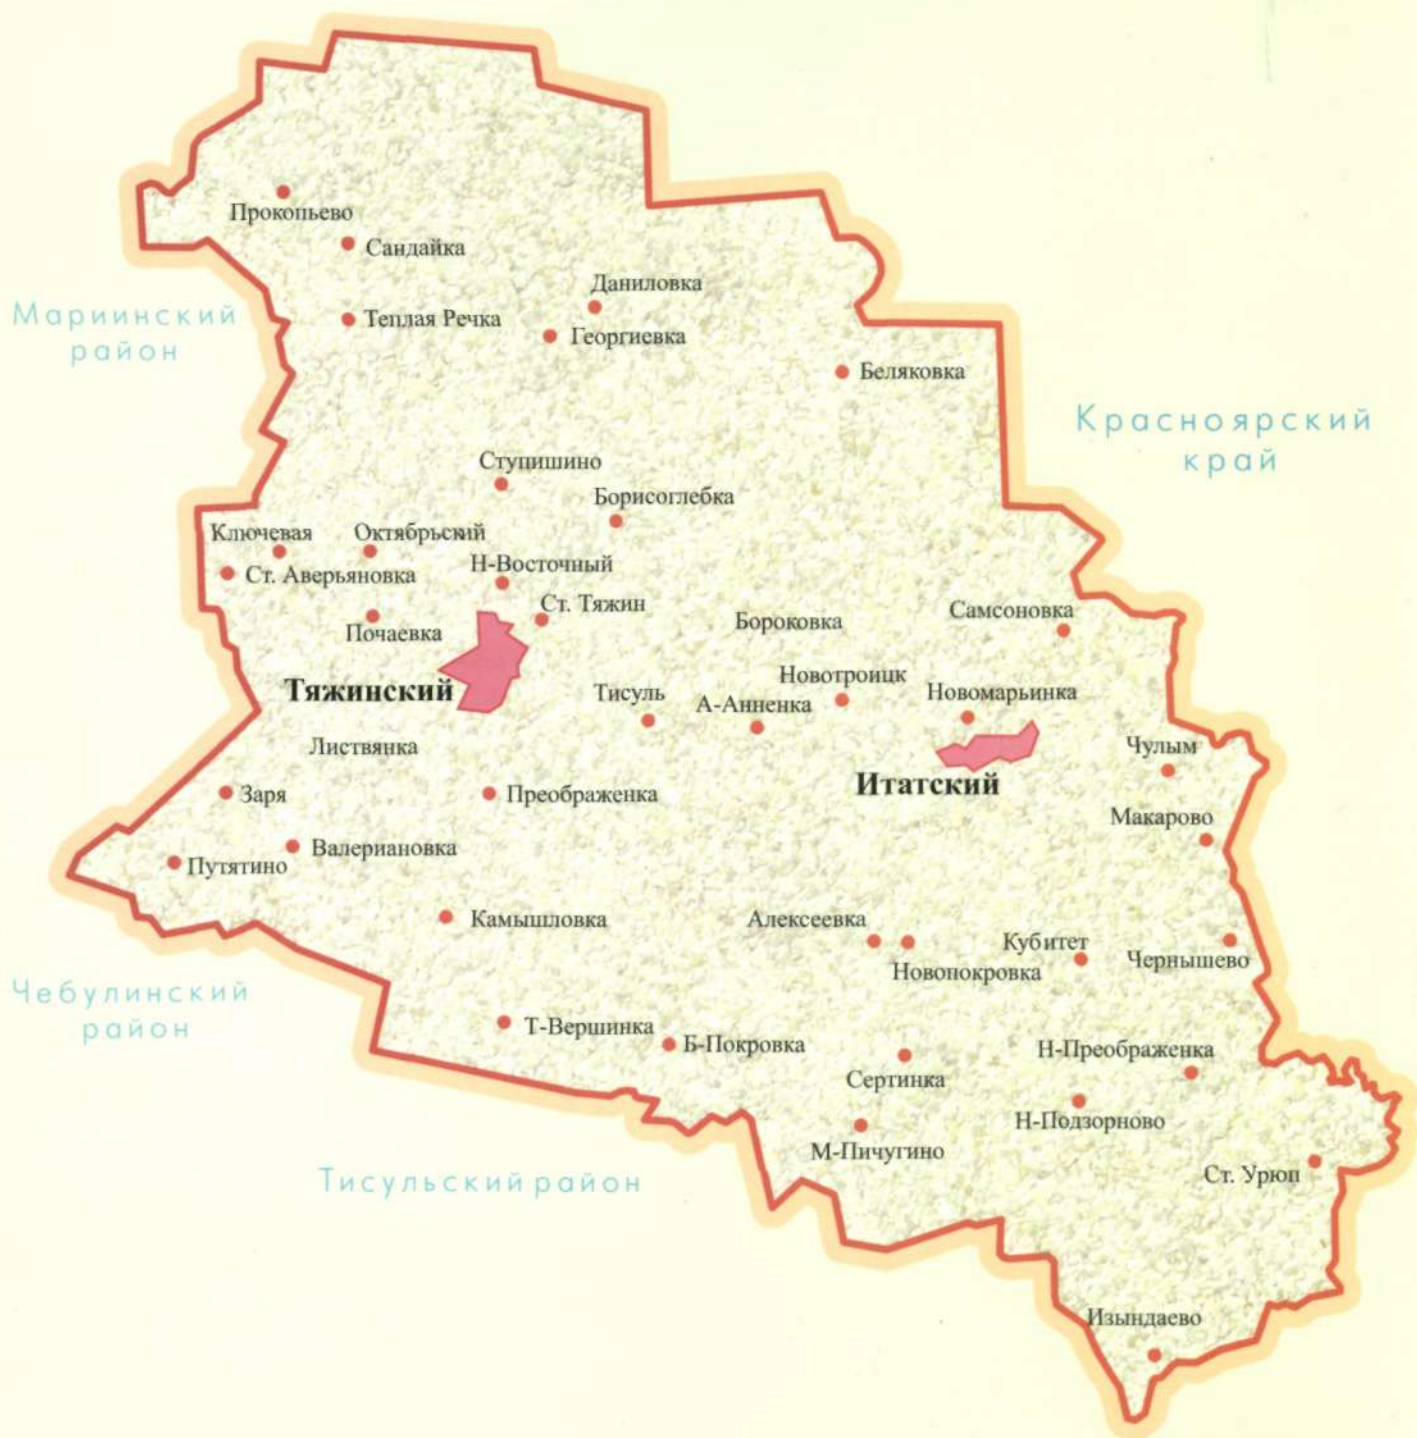 Прокопьево
Сандайка
Мариинский
район
Теплая Речка
Даниловка
Георгиевка
Беляковка
Красноярский
край
Ступишино
Борисоглебка
Ключевая
Октябрьский
Н-Восточный
Ст. Аверьяновка
Ст. Тяжин
Почаевка
Бороковка
Самсоновка
Тяжинский
Тисуль
А-Анненка
Новотроицк
Новомарьинка
Листвянка
Чулым
Итатский
Заря
Преображенка
Макарово
Путятино
Валериановка
Камышловка
Алексеевка
Новопокровка
Кубитет
Чернышево
Чебулинский
район
Т-Вершинка
Б-Покровка
Сертинка
Н-Преображенка
Н-Подзорново
М-Пичугино
Ст. Урюп
Тисульский район
Изындаево